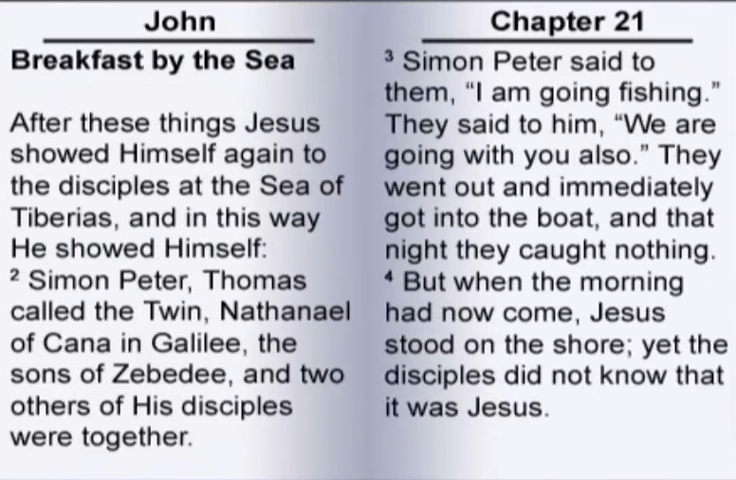 John
Breakfast by the Sea
After these things Jesus
showed Himself again to
the disciples at the Sea of
Tiberias, and in this way
He showed Himself:
² Simon Peter, Thomas
called the Twin, Nathanael
of Cana in Galilee, the
sons of Zebedee, and two
others of His disciples
were together.
Chapter 21
³ Simon Peter said to
them, “I am going fishing.”
They said to him, “We are
going with you also.” They
went out and immediately
got into the boat, and that
night they caught nothing.
⁴ But when the morning
had now come, Jesus
stood on the shore; yet the
disciples did not know that
it was Jesus.